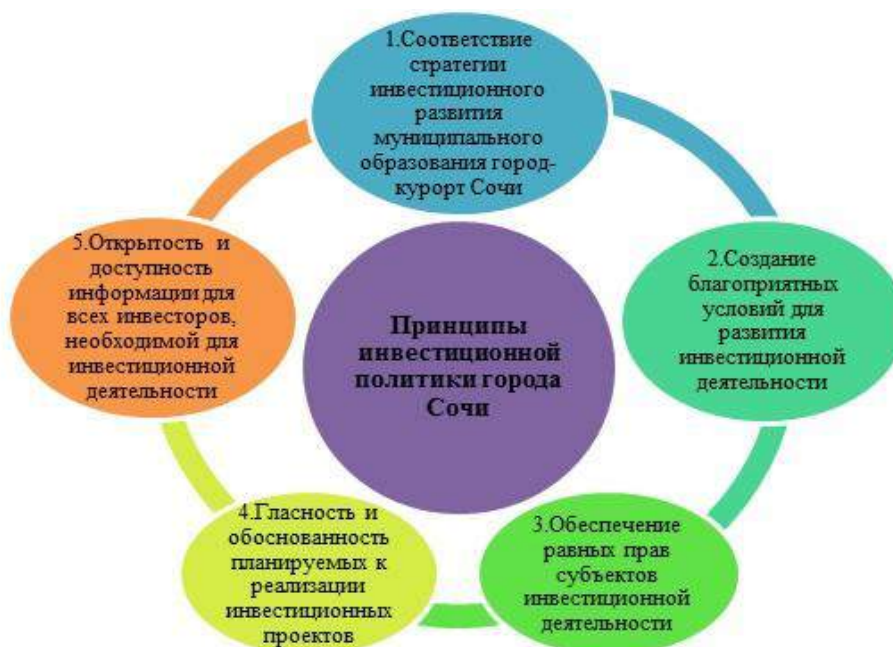 1.Соответствие
стратегии
инвестиционного
развития
муниципального
образования город-
курорт Сочи
2.Создание
благоприятных
условий для
развития
инвестиционной
деятельности
3.Обеспечение
равных прав
субъектов
инвестиционной
деятельности
4.Гласность и
обоснованность
планируемых к
реализации
инвестиционных
проектов
5.Открытость и
доступность
информации для
всех инвесторов,
необходимой для
инвестиционной
деятельности
Принципы
инвестиционной
политики города
Сочи